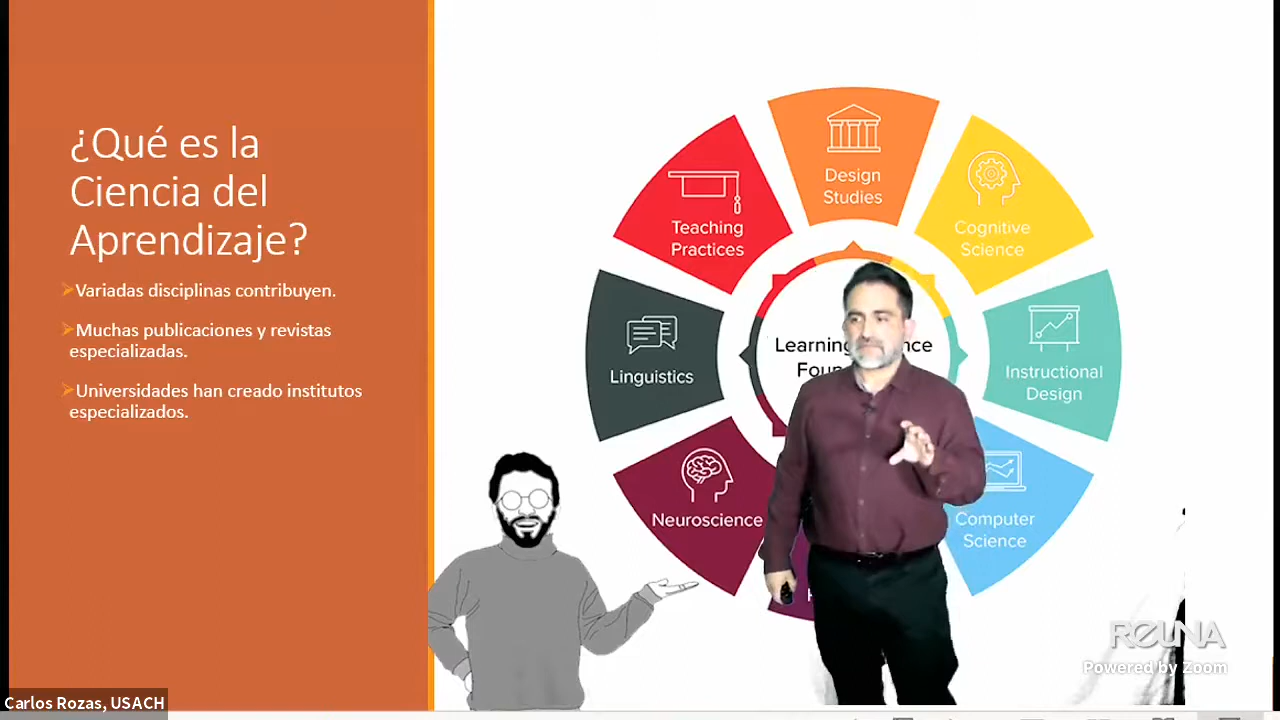 ¿Qué es la
Ciencia del
Aprendizaje?
Variadas disciplinas contribuyen.
Muchas publicaciones y revistas
especializadas.
Universidades han creado institutos
especializados.
Design
Studies
Teaching
Practices
Cognitive
Science
Learning
Linguistics
Instructional
Design
Neuroscience
Computer
Science
REUNA
Powered by Zoom
Carlos Rozas, USACH